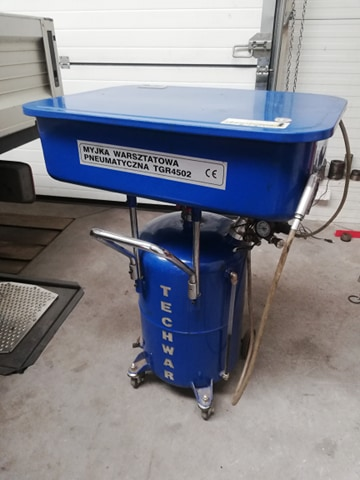 MYJKA WARSZTATOWA
PNEUMATYCZNA TGR4502
CE
TECHWAR